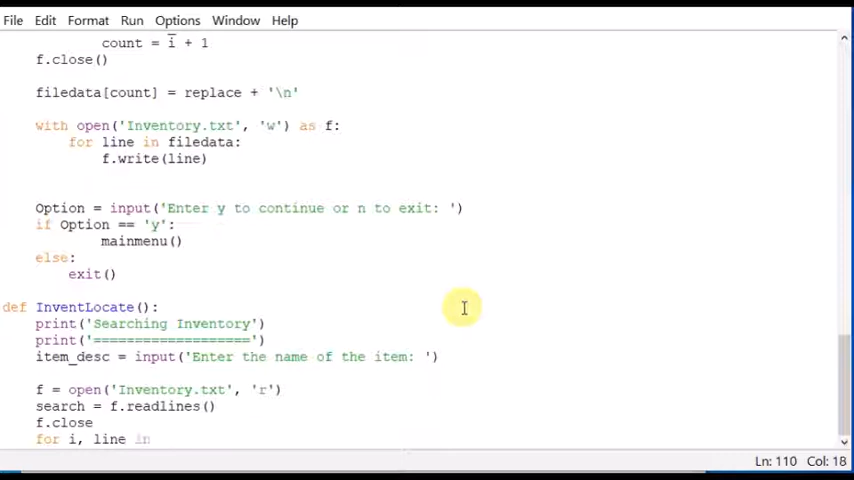 File Edit Format Run Options Window Help
count = i + 1
f.close()
filedata[count] = replace + '\n'
with open('Inventory.txt', 'w') as f:
for line in filedata:
f.write(line)
Option = input('Enter y to continue or n to exit: ')
if Option == 'y':
mainmenu()
else:
exit()
def InventLocate():
print('Searching Inventory')
print('===================')
item_desc = input('Enter the name of the item: ')
f = open('Inventory.txt', 'r')
search = f.readlines()
f.close
for i, line in
Ln: 110 Col: 18